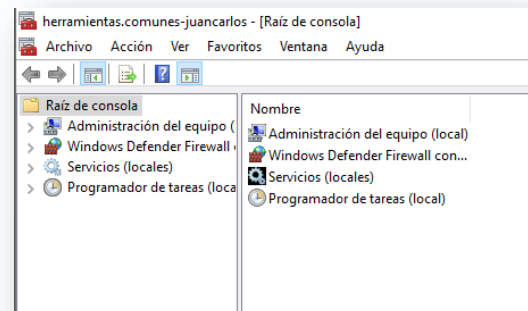 herramientas.comunes-juancarlos - [Raíz de consola]
Archivo Acción Ver Favoritos Ventana Ayuda
Raíz de consola
Administración del equipo (
Windows Defender Firewall
Servicios (locales)
Programador de tareas (loca
Nombre
Administración del equipo (local)
Windows Defender Firewall con...
Servicios (locales)
Programador de tareas (local)